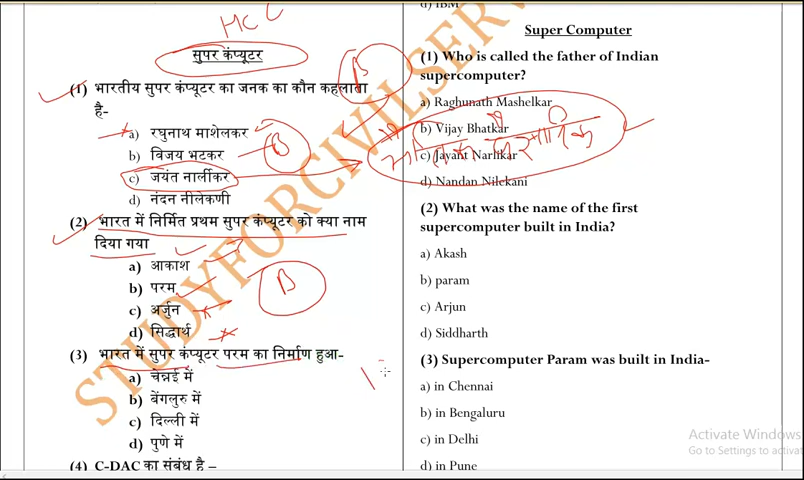 MCC
सुपर कंप्यूटर
(1) भारतीय सुपर कंप्यूटर का जनक का कौन कहलाता
है-
a) रघुनाथ माशेलकर
b) विजय भटकर
c) जयंत नार्लीकर
d) नंदन नीलेकणी
B
B
(2) भारत में निर्मित प्रथम सुपर कंप्यूटर को क्या नाम
दिया गया
a) आकाश
b) परम
c) अर्जुन
d) सिद्धार्थ
B
(3) भारत में सुपर कंप्यूटर परम का निर्माण हुआ-
a) चेन्नई में
b) बेंगलुरु में
c) दिल्ली में
d) पुणे में
(4) C-DAC का संबंध है –
d) IBM
Super Computer
(1) Who is called the father of Indian
supercomputer?
a) Raghunath Mashelkar
b) Vijay Bhatkar
c) Jayant Narlikar
d) Nandan Nilekani
(2) What was the name of the first
supercomputer built in India?
a) Akash
b) param
c) Arjun
d) Siddharth
(3) Supercomputer Param was built in India-
a) in Chennai
b) in Bengaluru
c) in Delhi
d) in Pune
STUDYFORCIVILSERV
Activate Windows
Go to Settings to activat